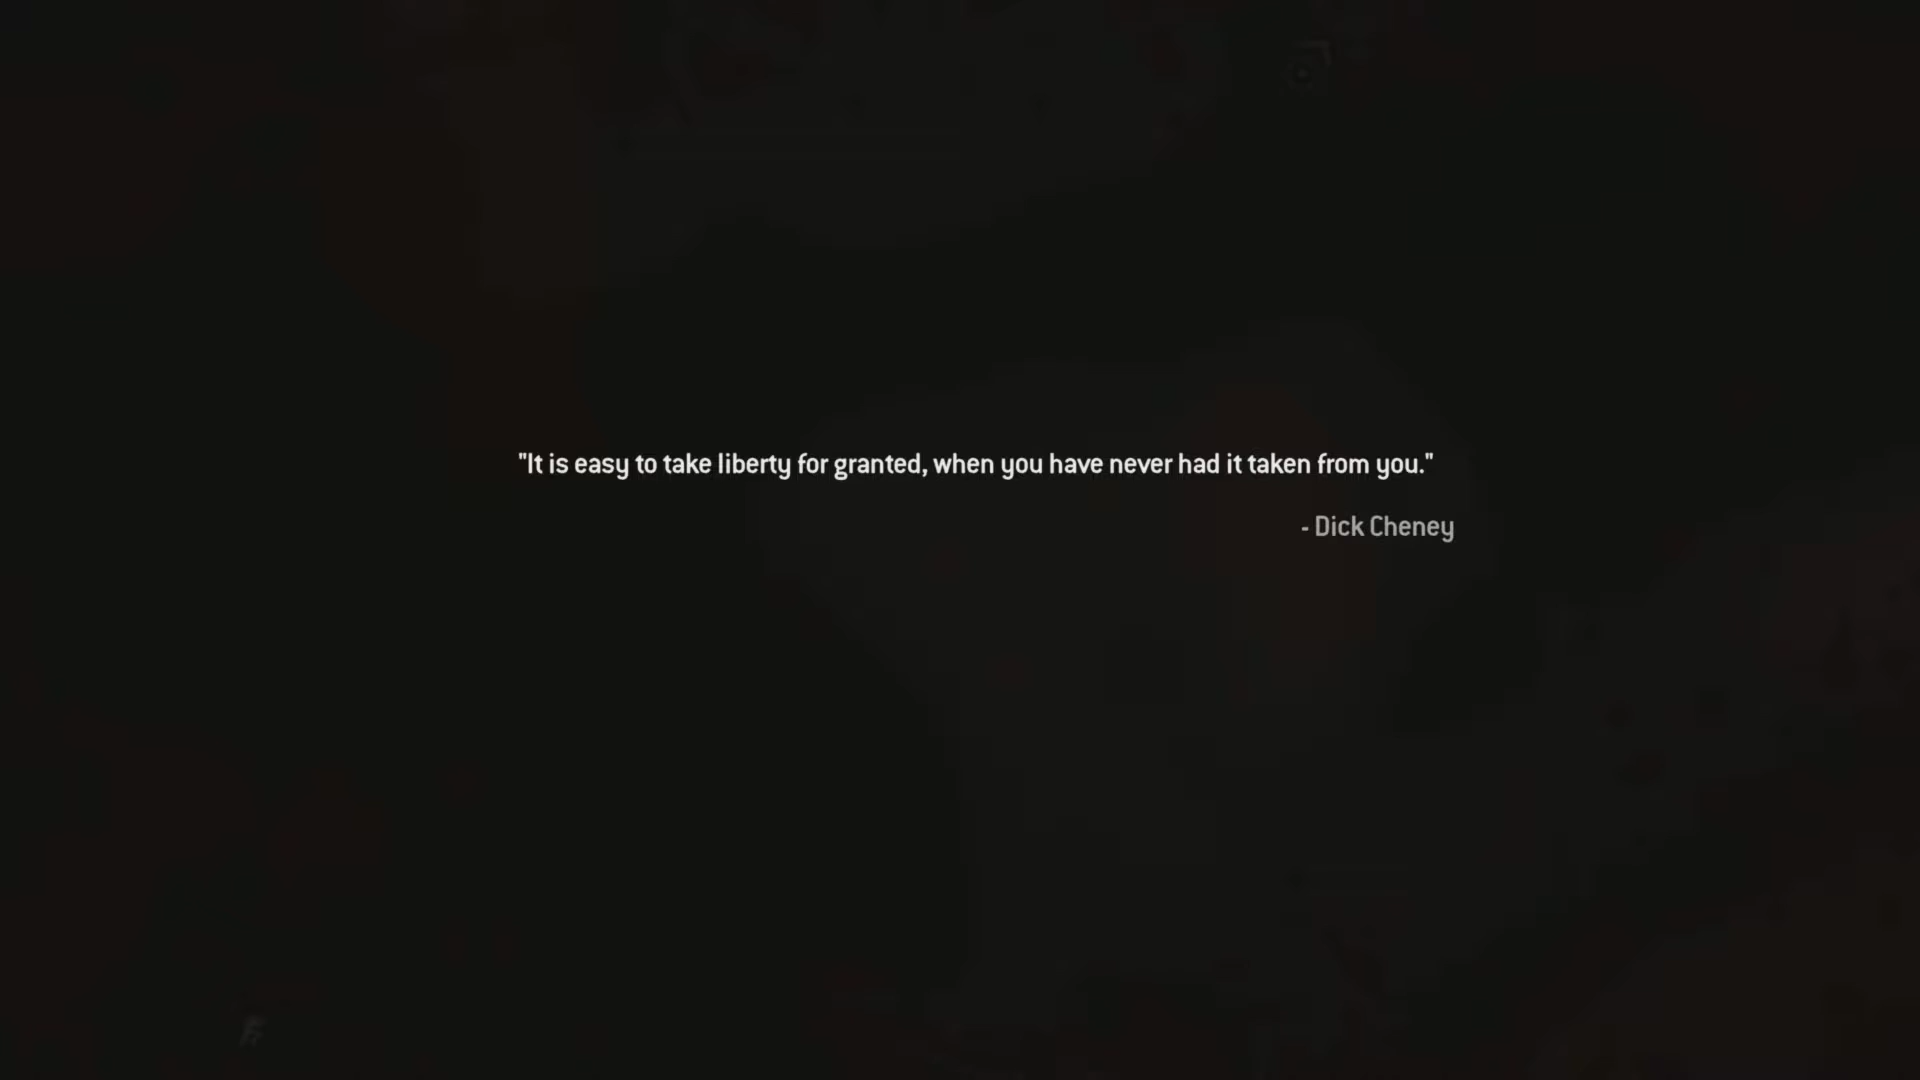 "It is easy to take liberty for granted, when you have never had it taken from you."
- Dick Cheney